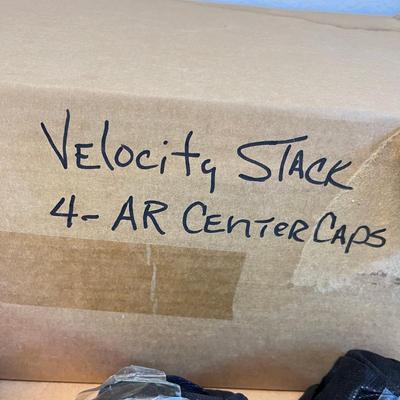 Velocity Stack
4- AR Center Caps